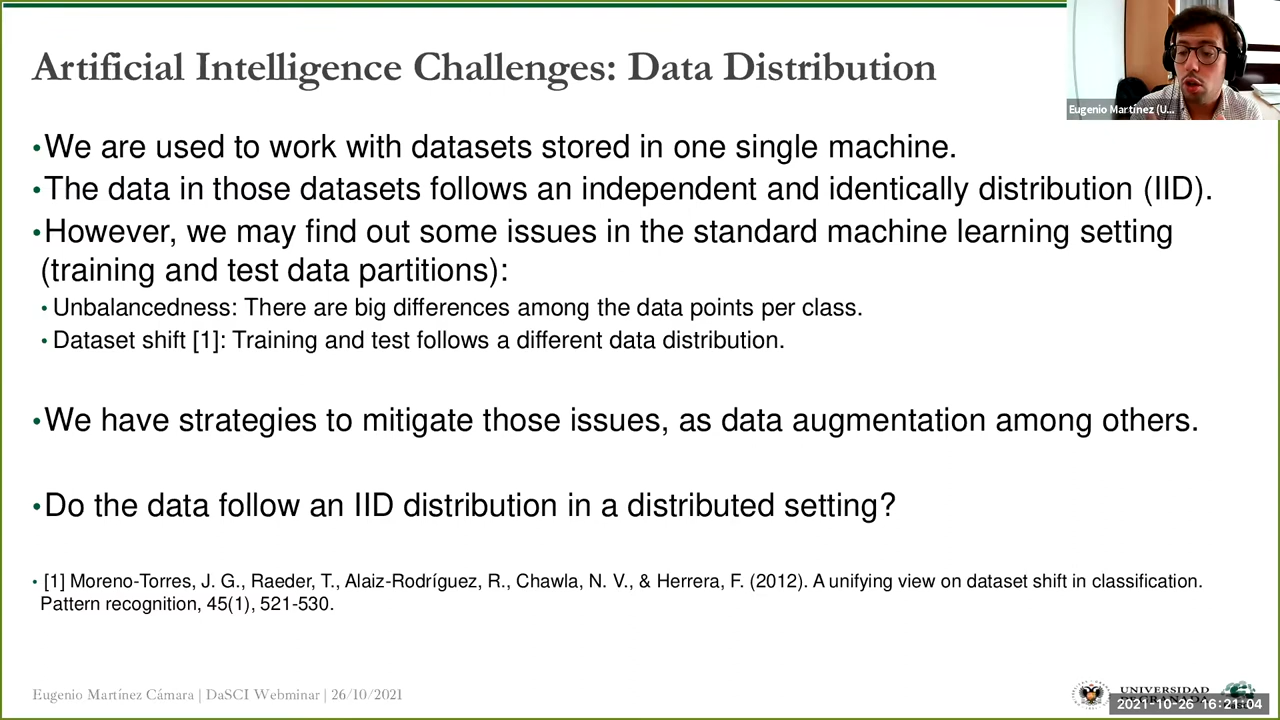 Artificial Intelligence Challenges: Data Distribution
Eugenio Martínez (U...
•We are used to work with datasets stored in one single machine.
•The data in those datasets follows an independent and identically distribution (IID).
•However, we may find out some issues in the standard machine learning setting
(training and test data partitions):
• Unbalancedness: There are big differences among the data points per class.
• Dataset shift [1]: Training and test follows a different data distribution.
•We have strategies to mitigate those issues, as data augmentation among others.
•Do the data follow an IID distribution in a distributed setting?
• [1] Moreno-Torres, J. G., Raeder, T., Alaiz-Rodríguez, R., Chawla, N. V., & Herrera, F. (2012). A unifying view on dataset shift in classification.
Pattern recognition, 45(1), 521-530.
Eugenio Martínez Cámara | DaSCI Webminar | 26/10/2021
UNIVERSIDAD
2021-10-26 16:21:04